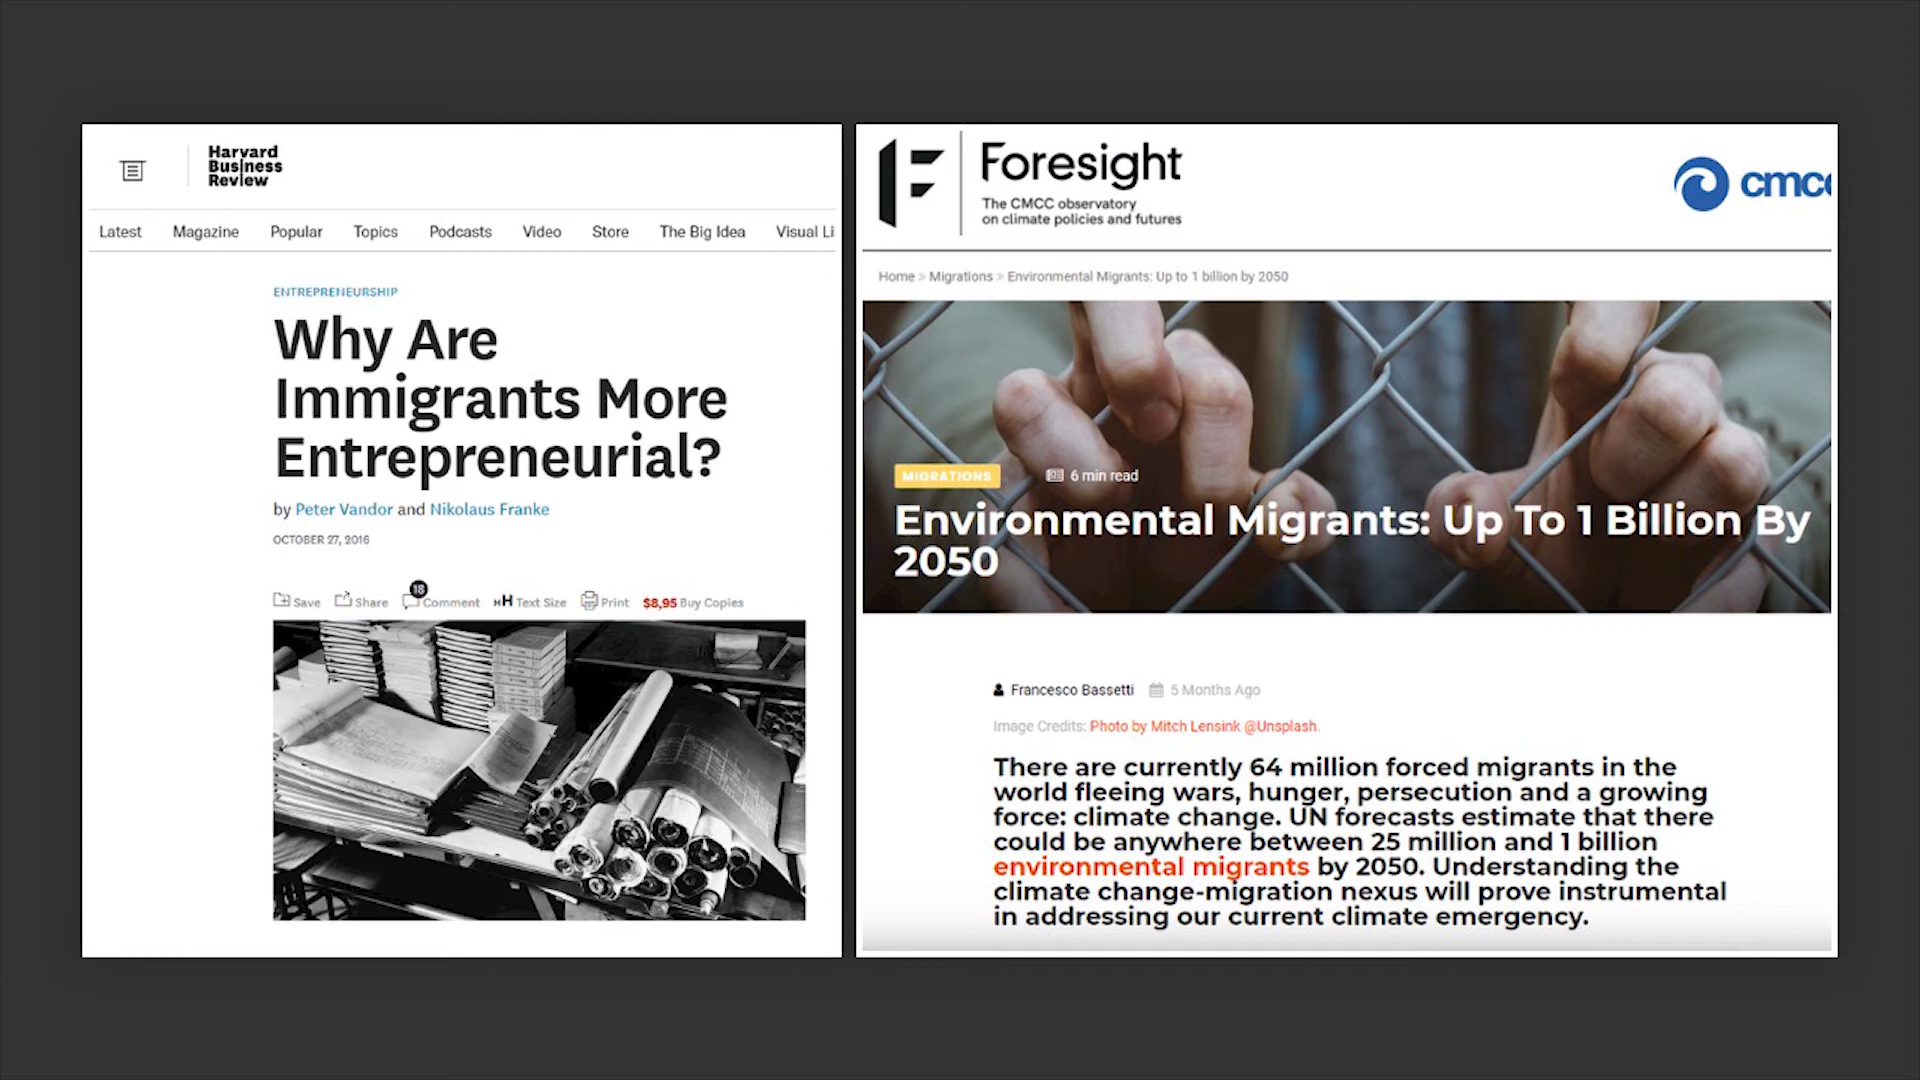 Harvard
Business
Review
Latest Magazine Popular Topics Podcasts Video Store The Big Idea Visual Li
ENTREPRENEURSHIP
Why Are
Immigrants More
Entrepreneurial?
by Peter Vandor and Nikolaus Franke
OCTOBER 27, 2016
Save Share 18 Comment HH Text Size Print $8,95 Buy Copies
F Foresight
The CMCC observatory
on climate policies and futures
cmcc
Home » Migrations » Environmental Migrants: Up to 1 billion by 2050
MIGRATIONS 6 min read
Environmental Migrants: Up To 1 Billion By
2050
Francesco Bassetti 5 Months Ago
Image Credits: Photo by Mitch Lensink @Unsplash.
There are currently 64 million forced migrants in the
world fleeing wars, hunger, persecution and a growing
force: climate change. UN forecasts estimate that there
could be anywhere between 25 million and 1 billion
environmental migrants by 2050. Understanding the
climate change-migration nexus will prove instrumental
in addressing our current climate emergency.